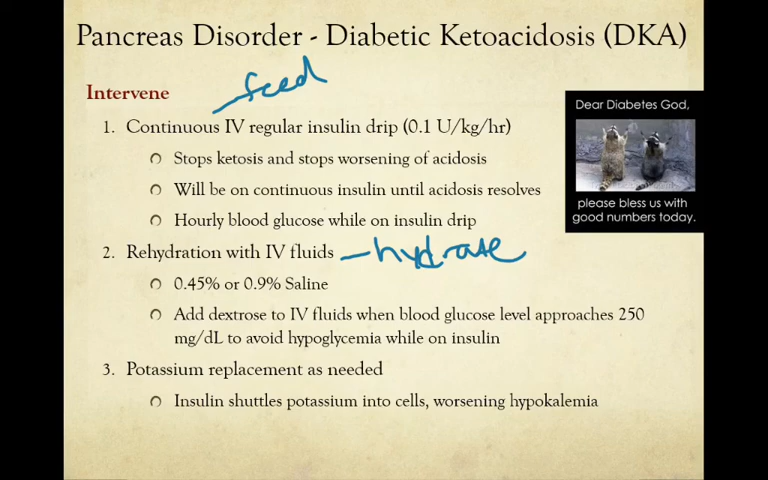 Pancreas Disorder - Diabetic Ketoacidosis (DKA)
feed
Intervene
Dear Diabetes God,
1. Continuous IV regular insulin drip (0.1 U/kg/hr)
Stops ketosis and stops worsening of acidosis
Will be on continuous insulin until acidosis resolves
please bless us with
good numbers today.
Hourly blood glucose while on insulin drip
2. Rehydration with IV fluids – hydrate
0.45% or 0.9% Saline
Add dextrose to IV fluids when blood glucose level approaches 250
mg/dL to avoid hypoglycemia while on insulin
3. Potassium replacement as needed
Insulin shuttles potassium into cells, worsening hypokalemia